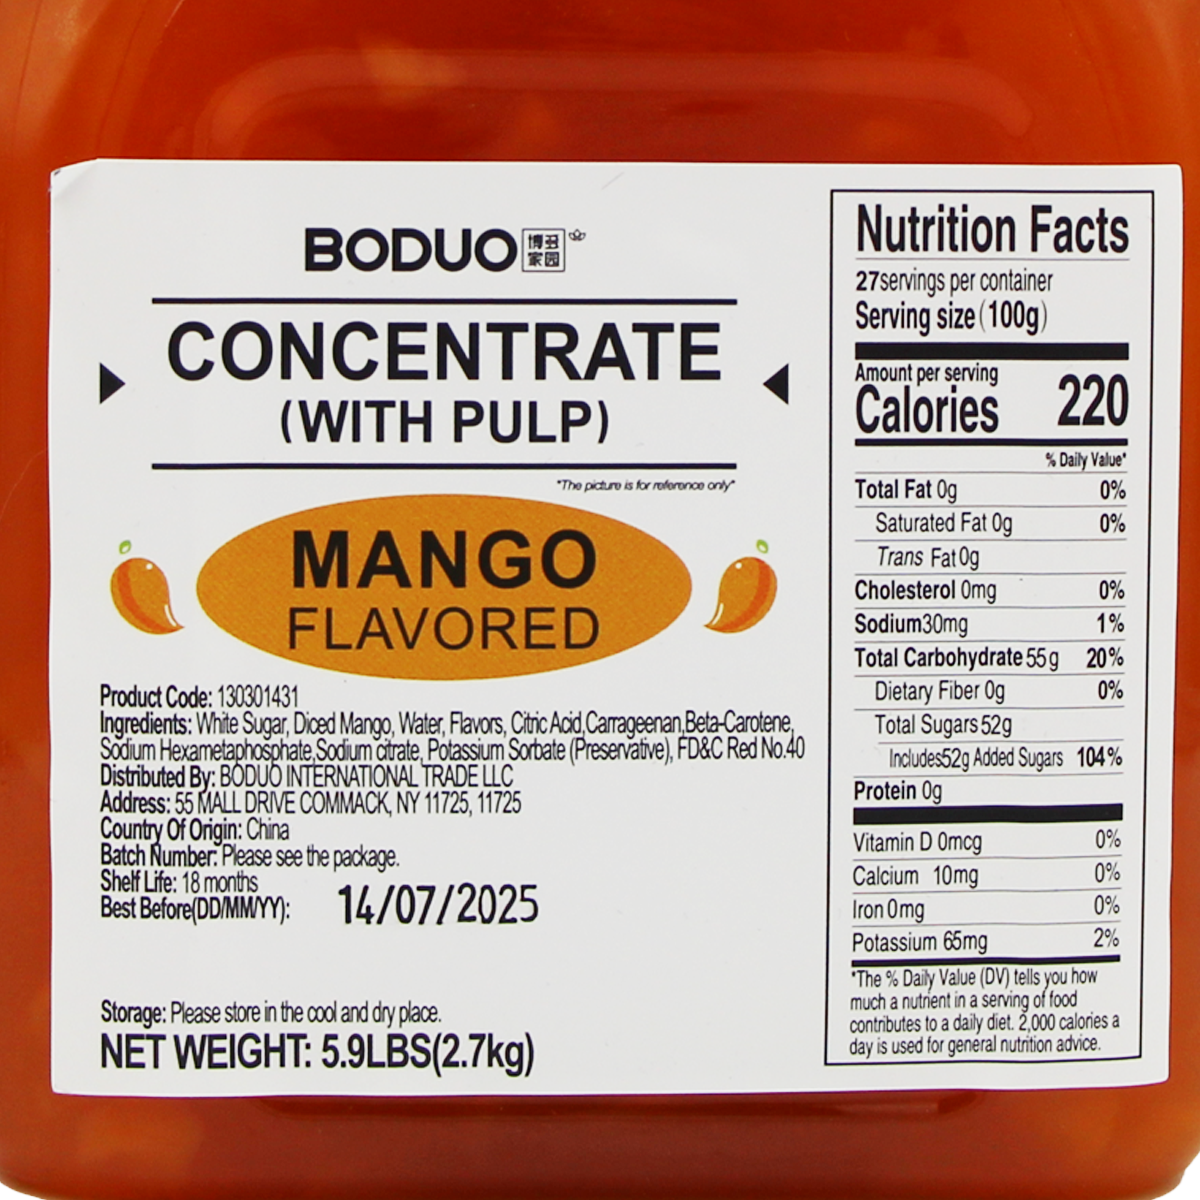 BODUO 博多家园
CONCENTRATE
(WITH PULP)
"The picture is for reference only"
MANGO
FLAVORED
Product Code: 130301431
Ingredients: White Sugar, Diced Mango, Water, Flavors, Citric Acid,Carrageenan,Beta-Carotene,
Sodium Hexametaphosphate,Sodium citrate, Potassium Sorbate (Preservative), FD&C Red No.40
Distributed By: BODUO INTERNATIONAL TRADE LLC
Address: 55 MALL DRIVE COMMACK, NY 11725, 11725
Country Of Origin: China
Batch Number: Please see the package.
Shelf Life: 18 months
Best Before(DD/MM/YY): 14/07/2025
Storage: Please store in the cool and dry place.
NET WEIGHT: 5.9LBS(2.7kg)
Nutrition Facts
27servings per container
Serving size (100g)
Amount per serving
Calories 220
% Daily Value*
Total Fat 0g 0%
Saturated Fat 0g 0%
Trans Fat 0g
Cholesterol 0mg 0%
Sodium30mg 1%
Total Carbohydrate 55g 20%
Dietary Fiber 0g 0%
Total Sugars 52g
Includes52g Added Sugars 104%
Protein 0g
Vitamin D 0mcg 0%
Calcium 10mg 0%
Iron 0mg 0%
Potassium 65mg 2%
*The % Daily Value (DV) tells you how
much a nutrient in a serving of food
contributes to a daily diet. 2,000 calories a
day is used for general nutrition advice.